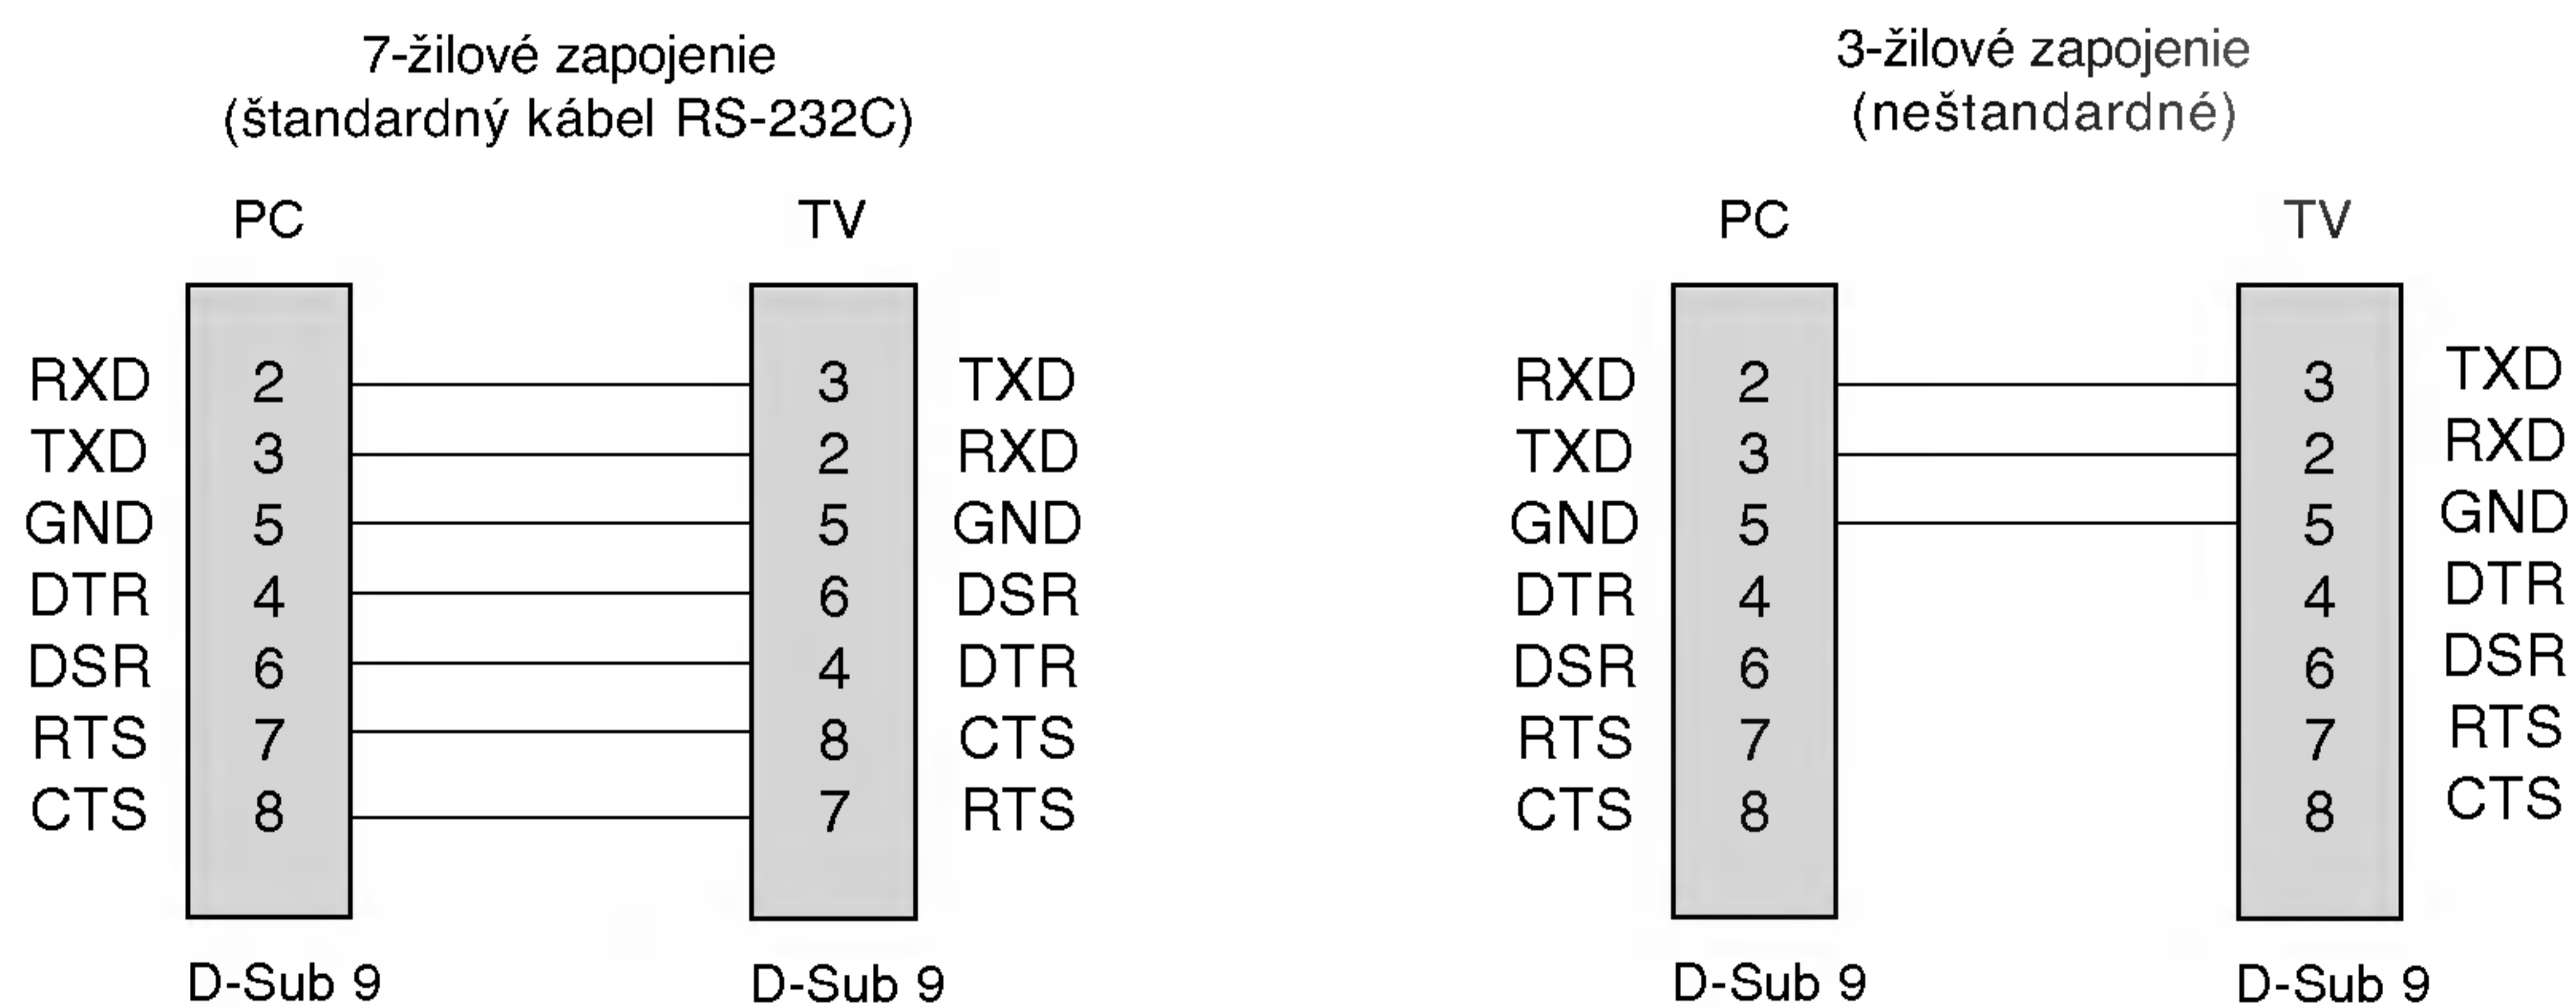 7-žilové zapojenie
(štandardný kábel RS-232C)
PC TV
RXD 2 3 TXD
TXD 3 2 RXD
GND 5 5 GND
DTR 4 6 DSR
DSR 6 4 DTR
RTS 7 8 CTS
CTS 8 7 RTS
D-Sub 9 D-Sub 9
3-žilové zapojenie
(neštandardné)
PC TV
RXD 2 3 TXD
TXD 3 2 RXD
GND 5 5 GND
DTR 4 4 DTR
DSR 6 6 DSR
RTS 7 7 RTS
CTS 8 8 CTS
D-Sub 9 D-Sub 9